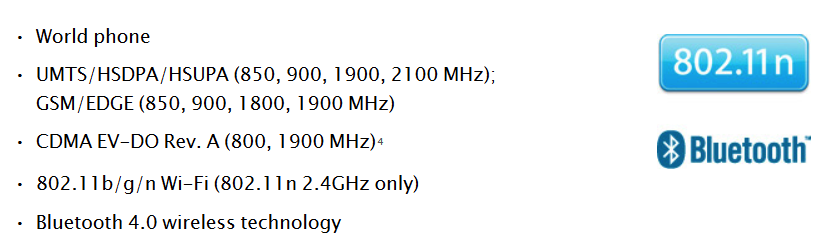 • World phone
• UMTS/HSDPA/HSUPA (850, 900, 1900, 2100 MHz);
GSM/EDGE (850, 900, 1800, 1900 MHz)
• CDMA EV-DO Rev. A (800, 1900 MHz)⁴
• 802.11b/g/n Wi-Fi (802.11n 2.4GHz only)
• Bluetooth 4.0 wireless technology
802.11n
Bluetooth™